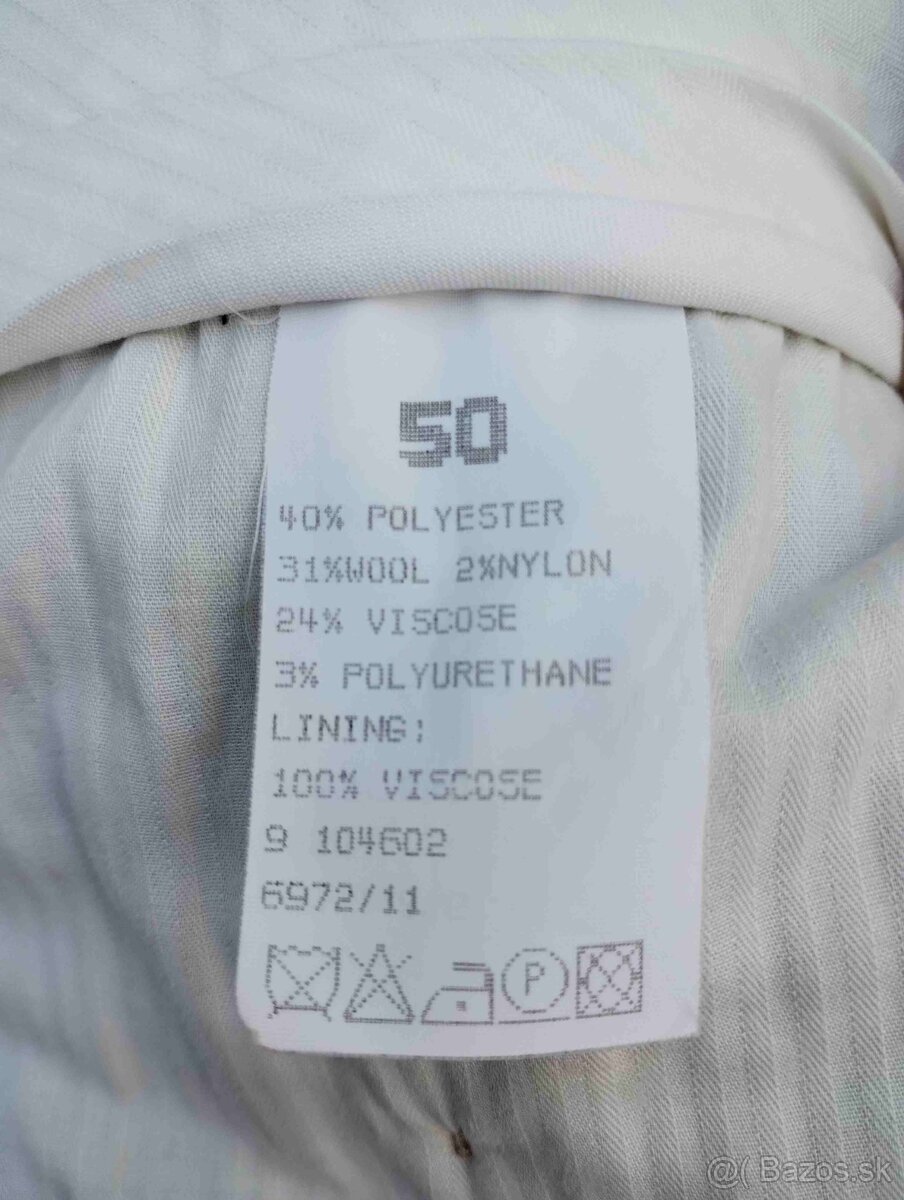 50
40% POLYESTER
31%WOOL 2%NYLON
24% VISCOSE
3% POLYURETHANE
LINING:
100% VISCOSE
9 104602
6972/11
P
@( Bazos.sk